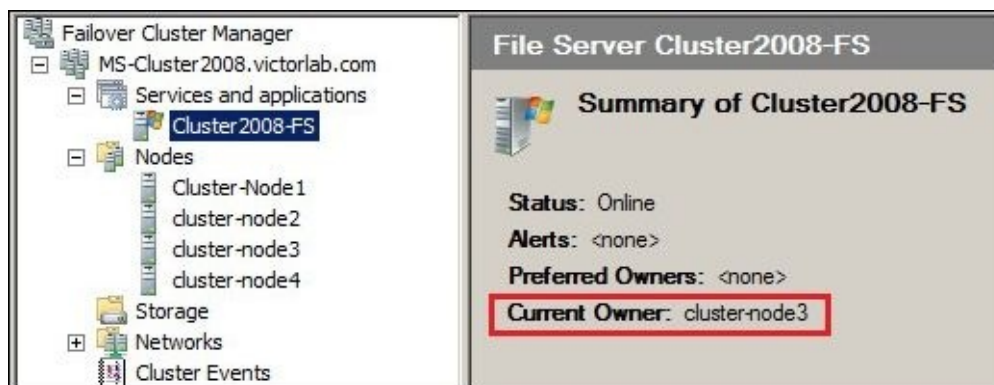 Failover Cluster Manager
MS-Cluster2008.victorlab.com
Services and applications
Cluster2008-FS
Nodes
Cluster-Node1
cluster-node2
cluster-node3
cluster-node4
Storage
Networks
Cluster Events
File Server Cluster2008-FS
Summary of Cluster2008-FS
Status: Online
Alerts: <none>
Preferred Owners: <none>
Current Owner: cluster-node3